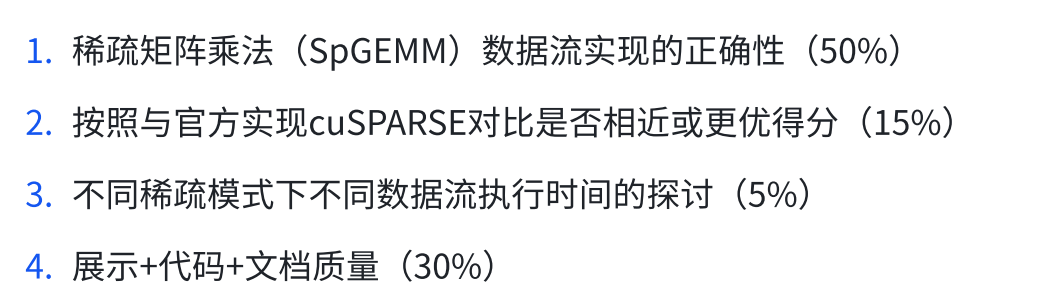 1. 稀疏矩阵乘法（SpGEMM）数据流实现的正确性（50%）
2. 按照与官方实现cuSPARSE对比是否相近或更优得分（15%）
3. 不同稀疏模式下不同数据流执行时间的探讨（5%）
4. 展示+代码+文档质量（30%）